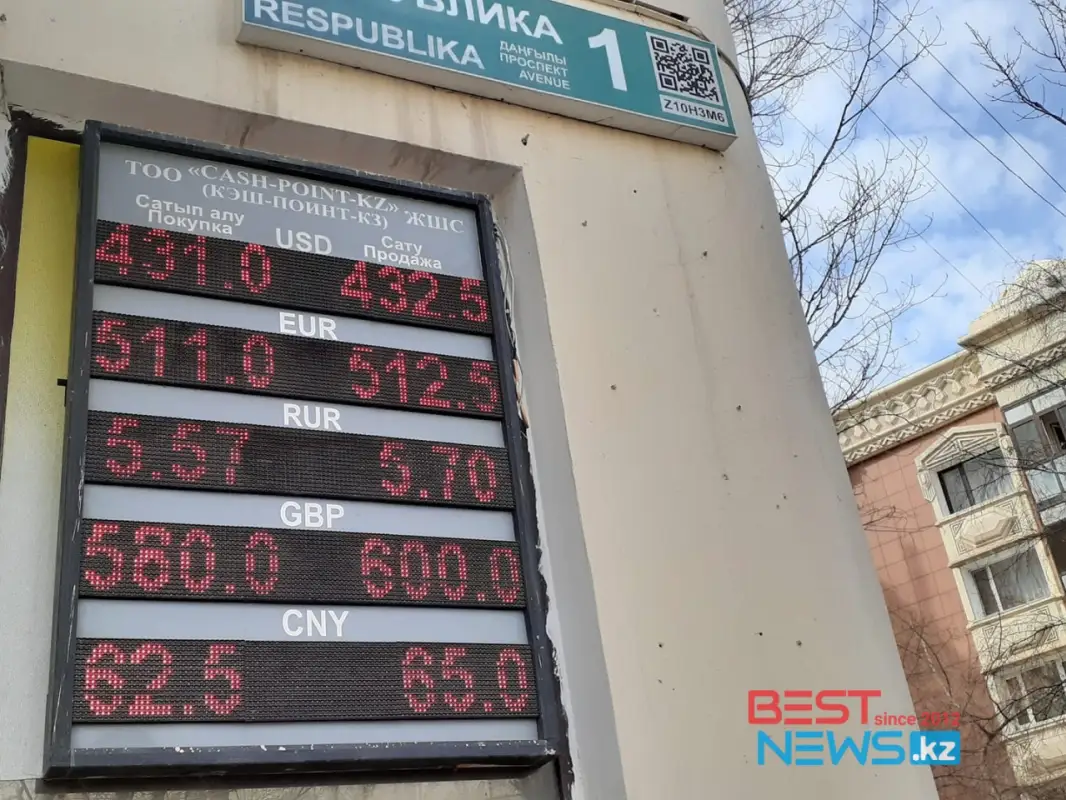 RESPUBLIKA
ДАҢҒЫЛЫ
ПРОСПЕКТ
AVENUE
1
Z10H3M6
ТОО «CASH-POINT-KZ» ЖШС
(КЭШ-ПОИНТ-КЗ)
Сатып алу
Покупка
USD
Сату
Продажа
431.0 432.5
EUR
511.0 512.5
RUR
5.57 5.70
GBP
580.0 600.0
CNY
62.5 65.0
BEST since 2012
NEWS.kz